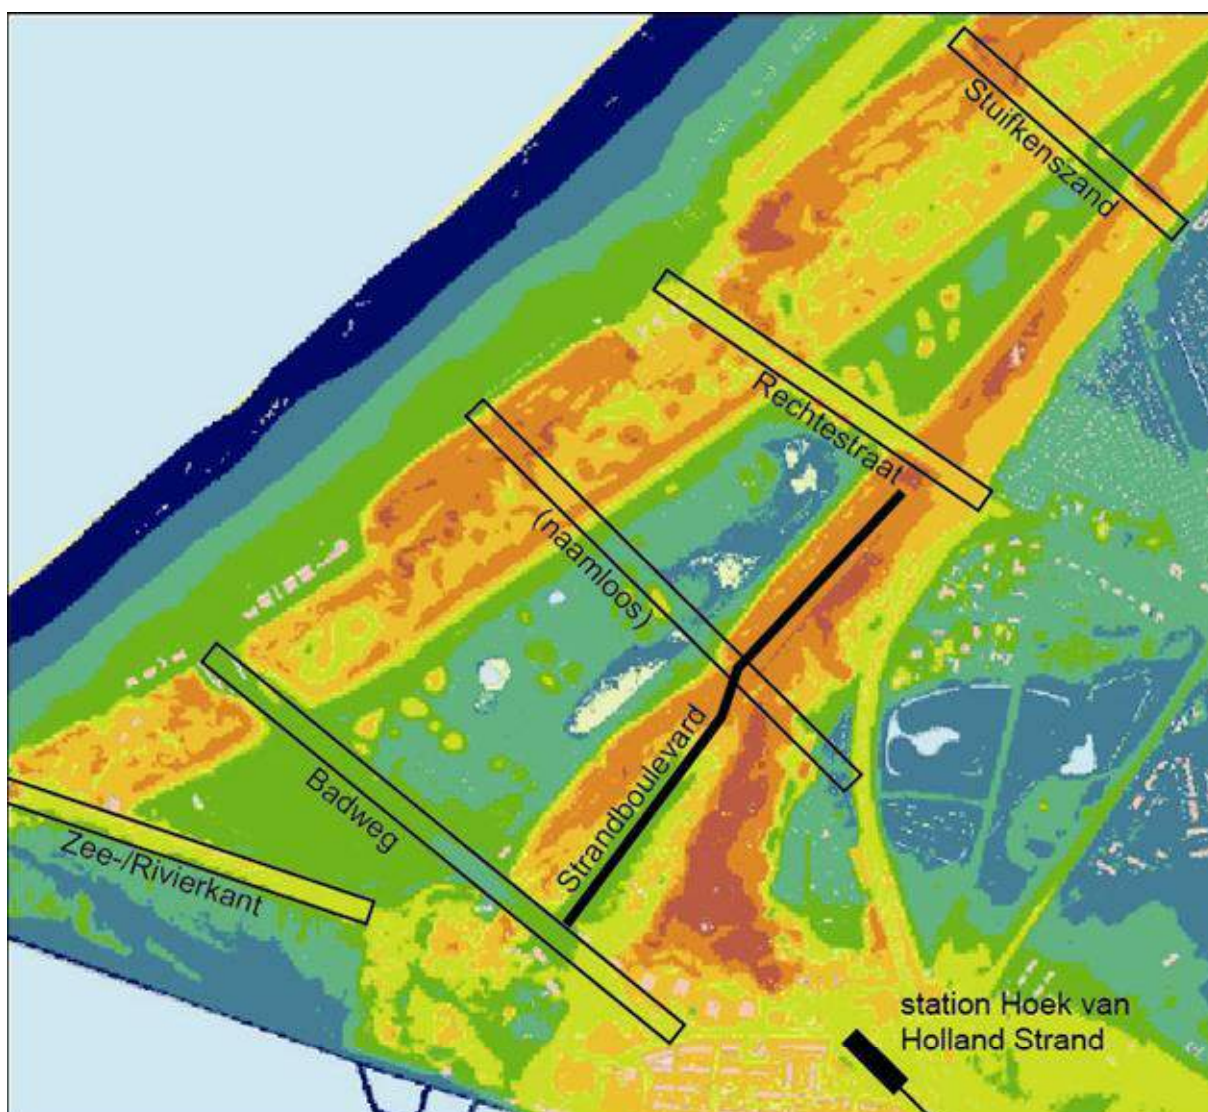 Stuifkenszand
Rechtestraat
(naamloos)
Strandboulevard
Badweg
Zee-/Rivierkant
station Hoek van
Holland Strand